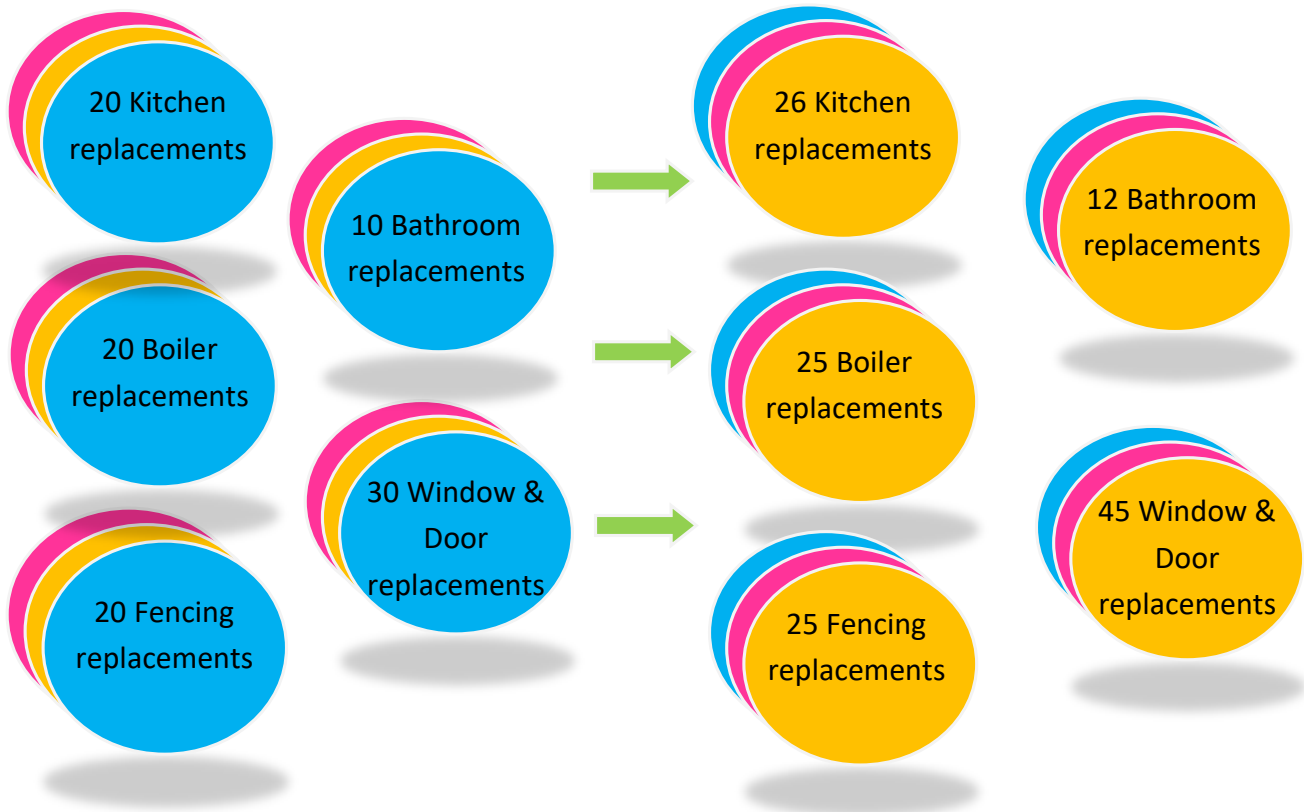 20 Kitchen
replacements
10 Bathroom
replacements
20 Boiler
replacements
30 Window &
Door
replacements
20 Fencing
replacements
26 Kitchen
replacements
12 Bathroom
replacements
25 Boiler
replacements
45 Window &
Door
replacements
25 Fencing
replacements